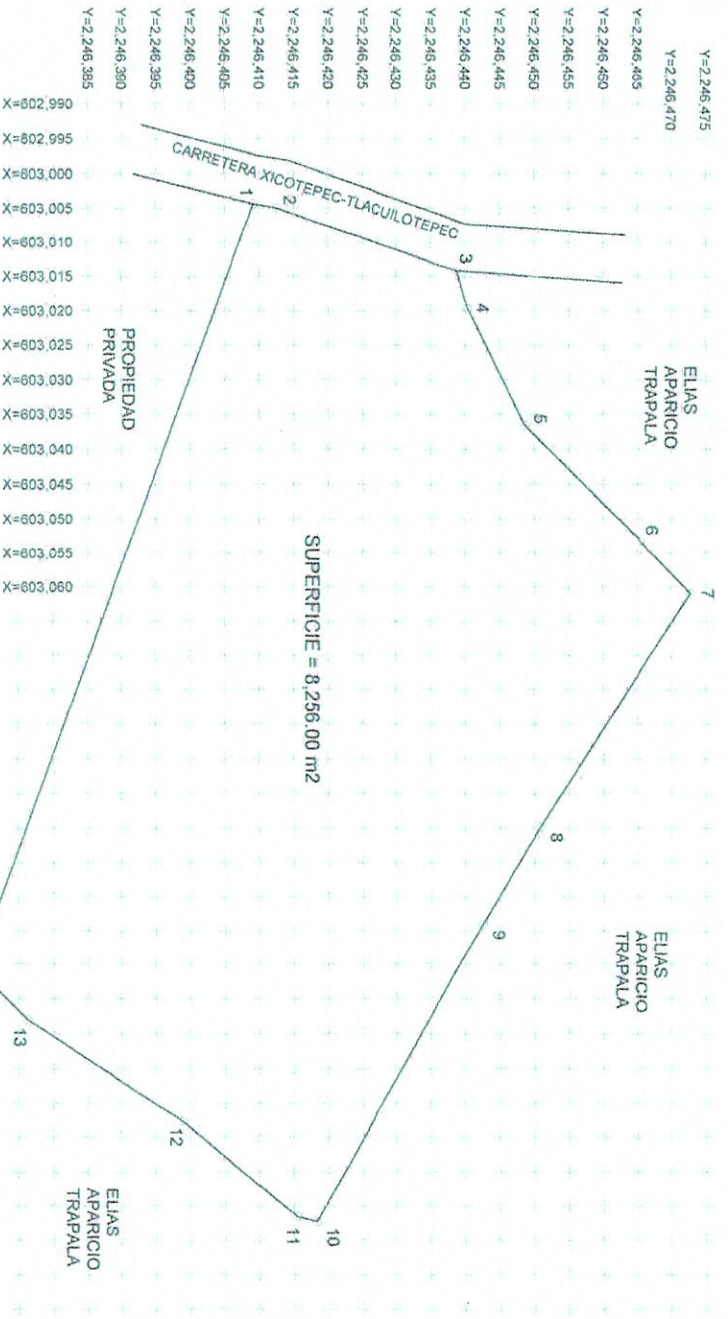 Y=2,246,475
Y=2,246,470
Y=2,246,465
Y=2,246,460
Y=2,246,455
Y=2,246,450
Y=2,246,445
Y=2,246,440
Y=2,246,435
Y=2,246,430
Y=2,246,425
Y=2,246,420
Y=2,246,415
Y=2,246,410
Y=2,246,405
Y=2,246,400
Y=2,246,395
Y=2,246,390
Y=2,246,385
X=602,990
X=602,995
X=603,000
X=603,005
X=603,010
X=603,015
X=603,020
X=603,025
X=603,030
X=603,035
X=603,040
X=603,045
X=603,050
X=603,055
X=603,060
CARRETERA XICOTEPEC-TLACUILOTEPEC
1
2
3
4
5
6
7
8
9
10
11
12
13
ELIAS
APARICIO
TRAPALA
ELIAS
APARICIO
TRAPALA
ELIAS
APARICIO
TRAPALA
PROPIEDAD
PRIVADA
SUPERFICIE = 8,256.00 m2